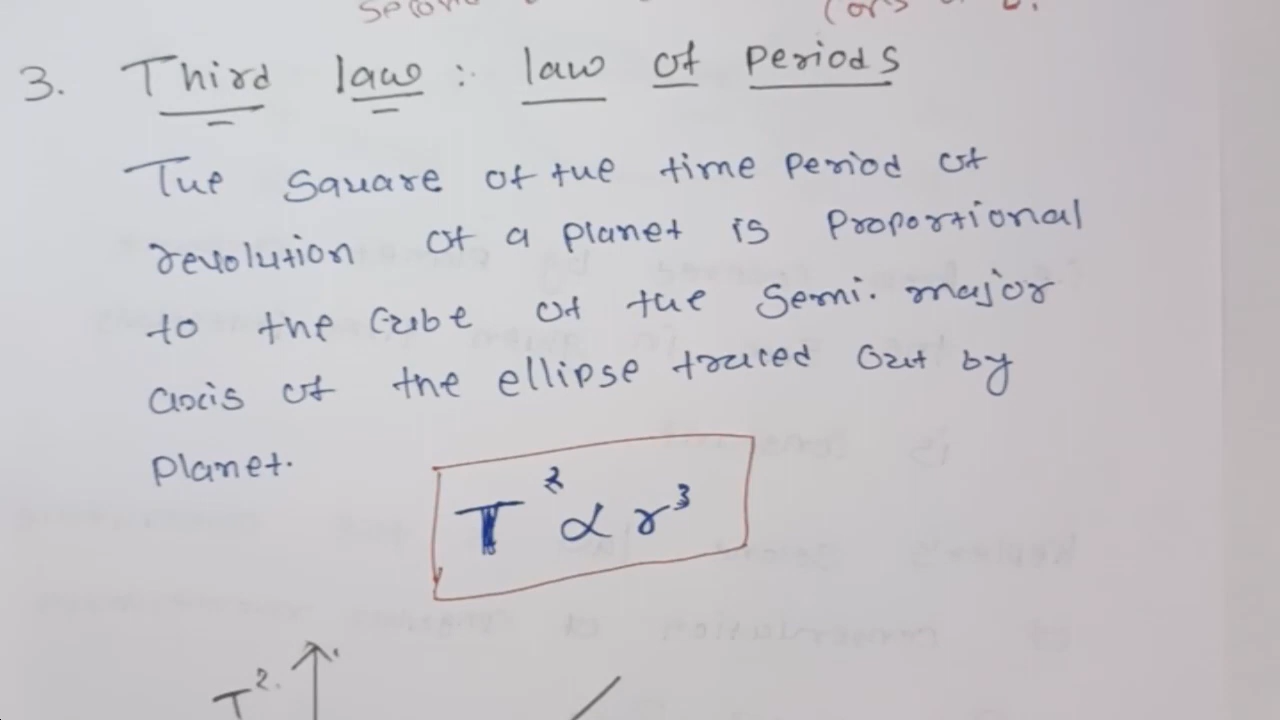 3. Third law : law of Periods
The Square of the time Period of
revolution of a planet is Proportional
to the Cube of the Semi. major
axis of the ellipse traced out by
Planet.
T² ∝ r³
T².